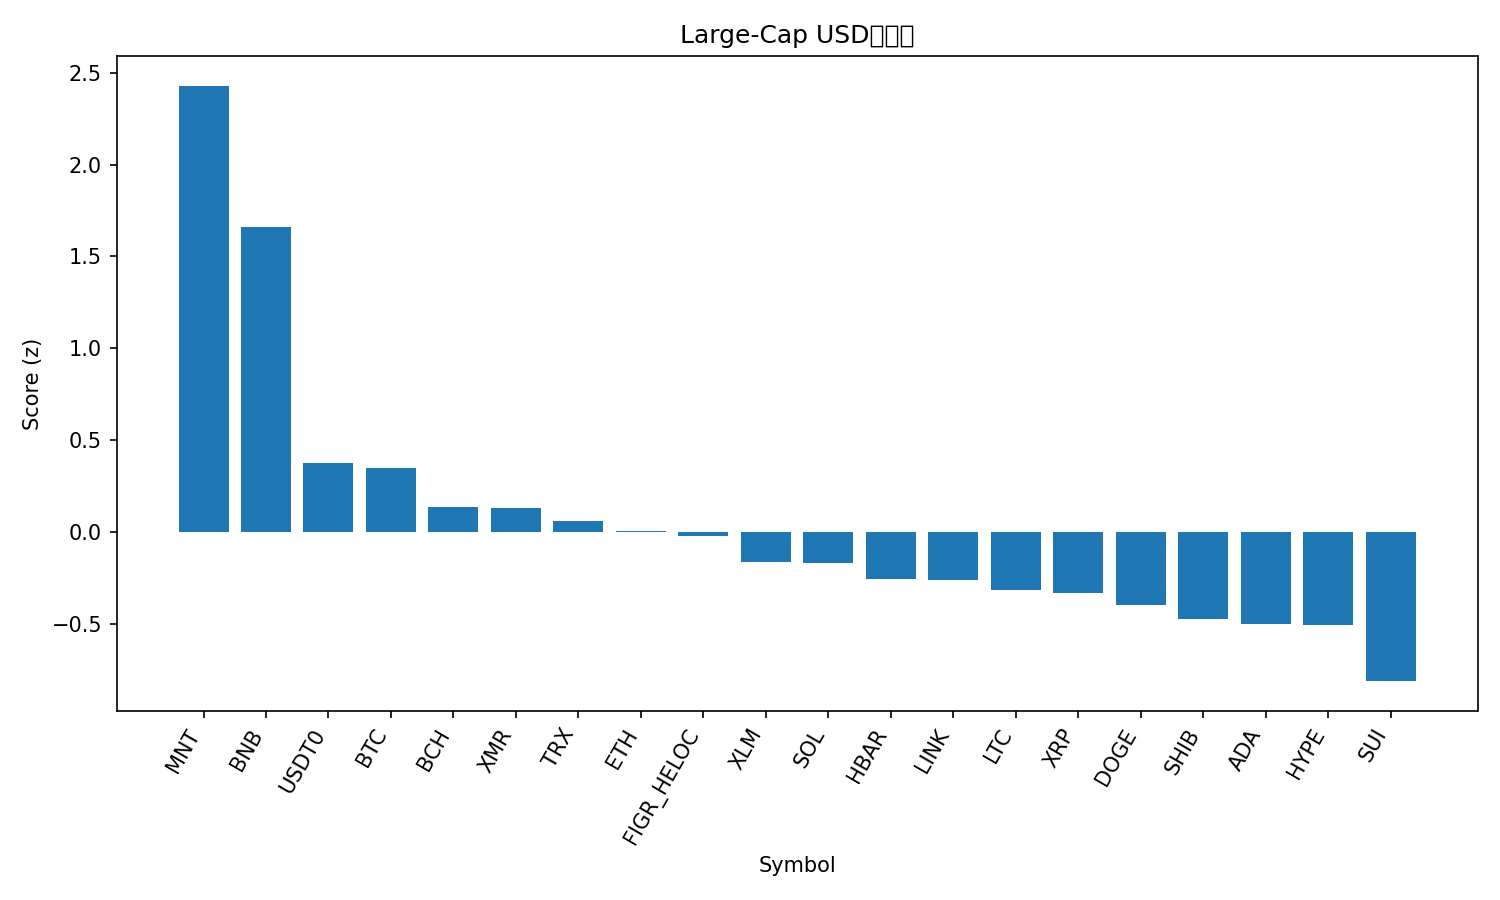 Large-Cap USD
Score (z)
2.5
2.0
1.5
1.0
0.5
0.0
−0.5
MNT
BNB
USDT0
BTC
BCH
XMR
TRX
ETH
FIGR_HELOC
XLM
SOL
HBAR
LINK
LTC
XRP
DOGE
SHIB
ADA
HYPE
SUI
Symbol